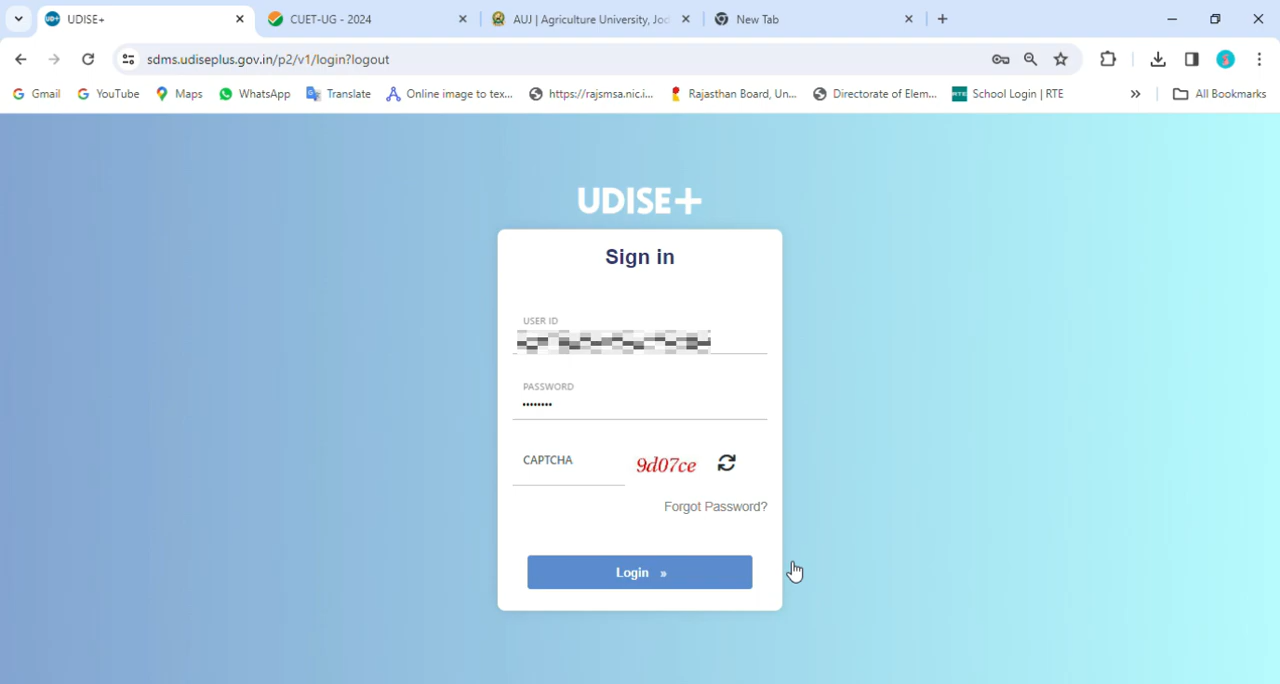 UDISE+
CUET-UG - 2024
AUJ | Agriculture University, Jod
New Tab
sdms.udiseplus.gov.in/p2/v1/login?logout
Gmail
YouTube
Maps
WhatsApp
Translate
Online image to tex...
https://rajsmsa.nic.i...
Rajasthan Board, Un...
Directorate of Elem...
RTE
School Login | RTE
»
All Bookmarks
UDISE+
Sign in
USER ID
PASSWORD
••••••••
CAPTCHA
9d07ce
Forgot Password?
Login »